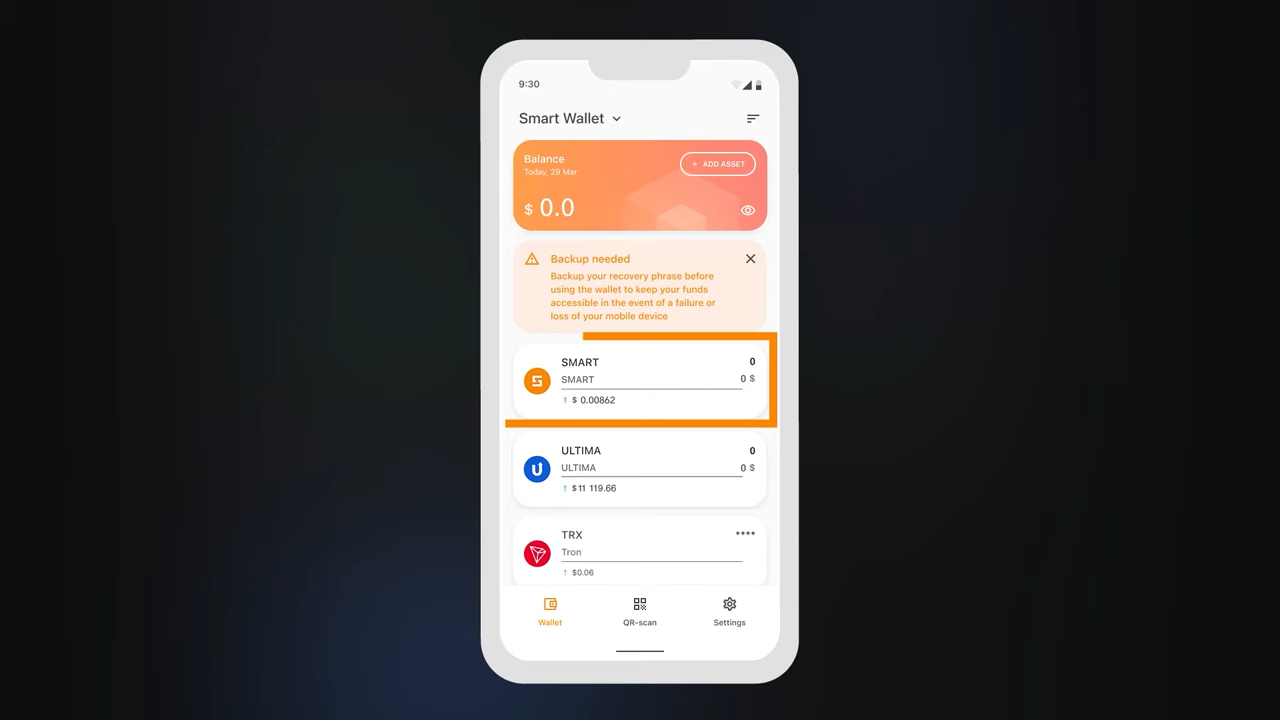 9:30
Smart Wallet
Balance
+ ADD ASSET
Today, 29 Mar
$ 0.0
Backup needed
Backup your recovery phrase before
using the wallet to keep your funds
accessible in the event of a failure or
loss of your mobile device
SMART 0
SMART 0 $
↑ $ 0.00862
ULTIMA 0
ULTIMA 0 $
↑ $11 119.66
TRX ****
Tron
↑ $0.06
Wallet QR-scan Settings